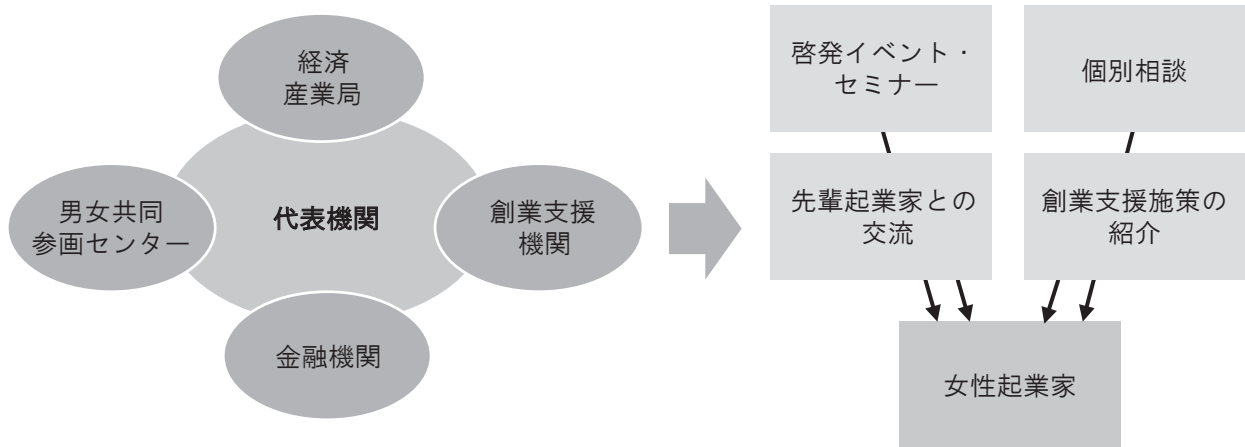 経済
産業局
男女共同
参画センター
代表機関
創業支援
機関
金融機関
啓発イベント・
セミナー
個別相談
先輩起業家との
交流
創業支援施策の
紹介
女性起業家